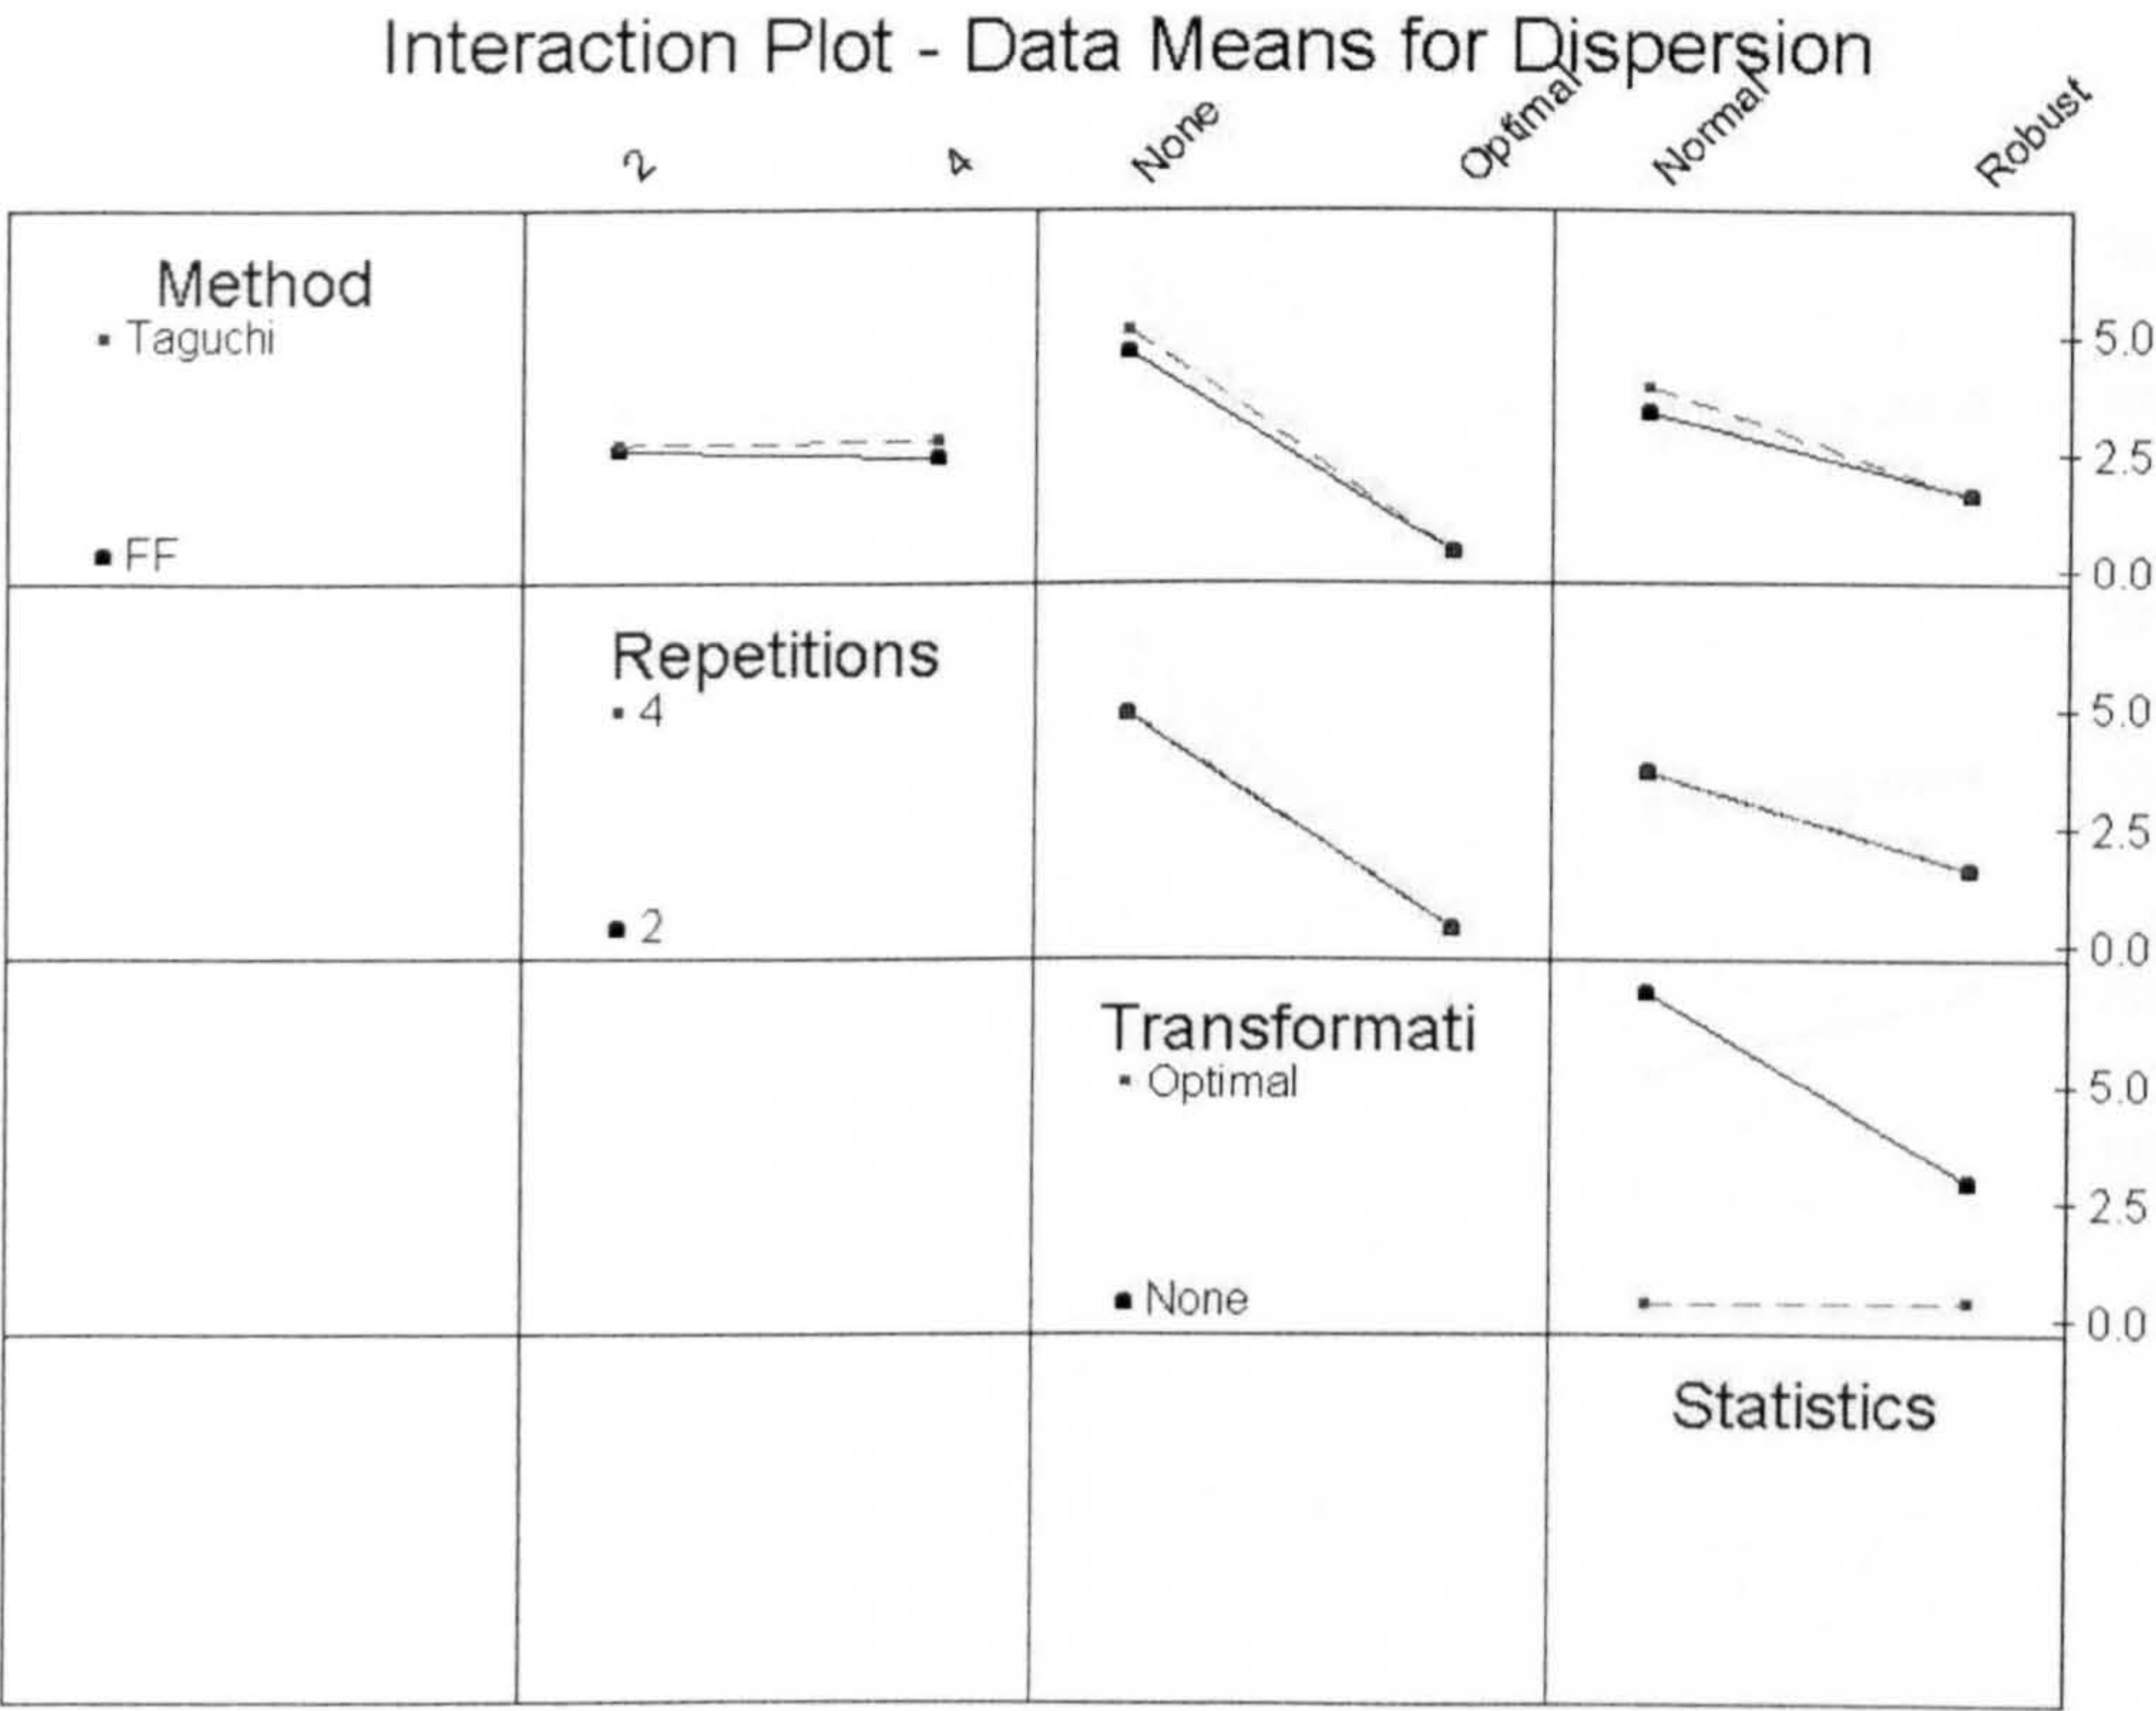 Interaction Plot - Data Means for Dispersion
2 4 None Optimal Normal Robust
Method
Taguchi
FF
5.0
2.5
0.0
Repetitions
4
2
5.0
2.5
0.0
Transformati
Optimal
None
5.0
2.5
0.0
Statistics